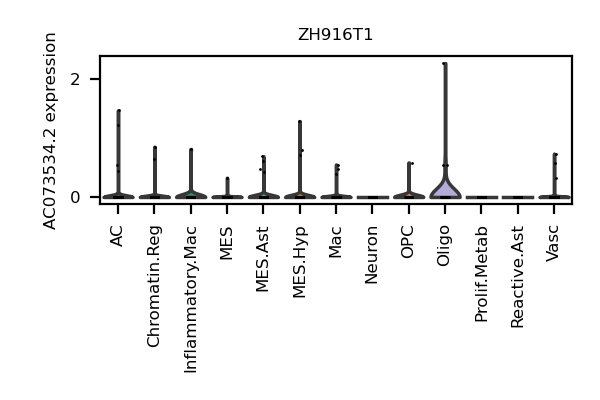 ZH916T1
AC073534.2 expression
2
0
AC
Chromatin.Reg
Inflammatory.Mac
MES
MES.Ast
MES.Hyp
Mac
Neuron
OPC
Oligo
Prolif.Metab
Reactive.Ast
Vasc